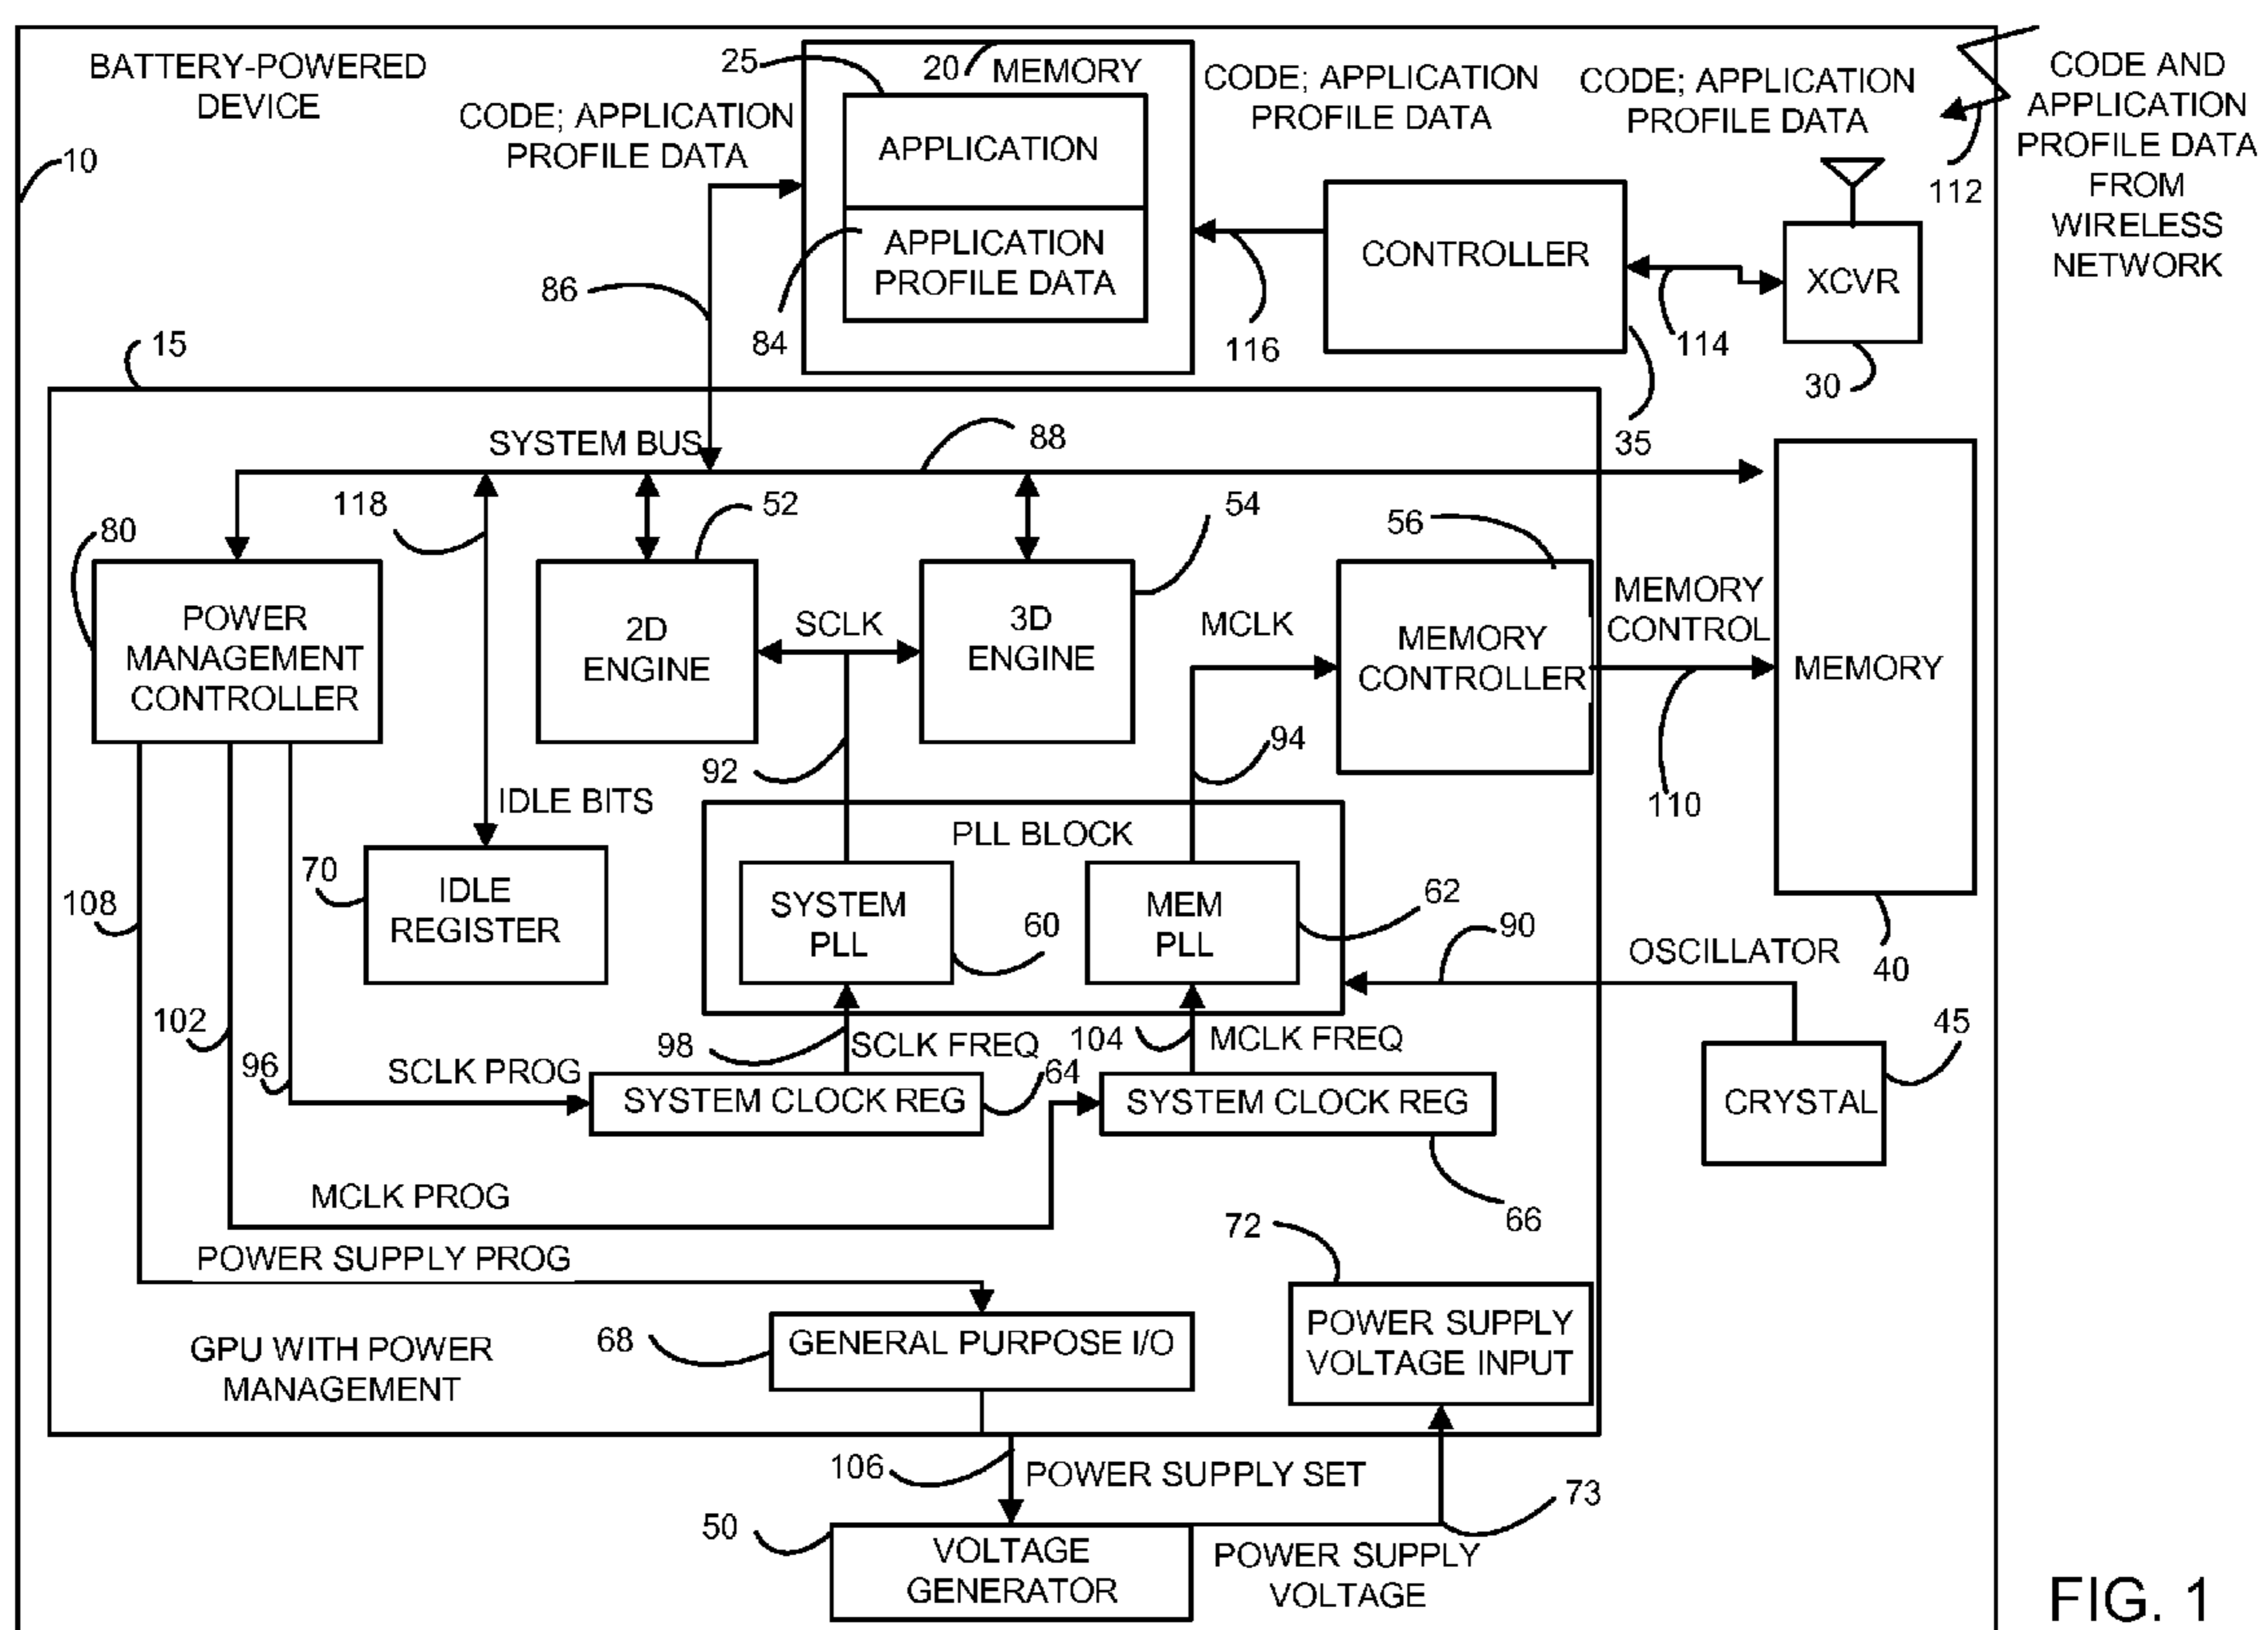 BATTERY-POWERED
DEVICE
10
25
20
MEMORY
CODE; APPLICATION
PROFILE DATA
APPLICATION
APPLICATION
PROFILE DATA
84
86
CODE; APPLICATION
PROFILE DATA
116
CONTROLLER
35
CODE; APPLICATION
PROFILE DATA
114
XCVR
30
112
CODE AND
APPLICATION
PROFILE DATA
FROM
WIRELESS
NETWORK
15
SYSTEM BUS
88
118
80
POWER
MANAGEMENT
CONTROLLER
52
2D
ENGINE
SCLK
54
3D
ENGINE
MCLK
56
MEMORY
CONTROLLER
MEMORY
CONTROL
110
MEMORY
40
92
94
IDLE BITS
70
IDLE
REGISTER
PLL BLOCK
SYSTEM
PLL
60
MEM
PLL
62
90
OSCILLATOR
45
CRYSTAL
108
102
96
98
SCLK FREQ
104
MCLK FREQ
SCLK PROG
SYSTEM CLOCK REG
64
SYSTEM CLOCK REG
66
MCLK PROG
POWER SUPPLY PROG
72
POWER SUPPLY
VOLTAGE INPUT
68
GENERAL PURPOSE I/O
GPU WITH POWER
MANAGEMENT
106
POWER SUPPLY SET
73
50
VOLTAGE
GENERATOR
POWER SUPPLY
VOLTAGE
FIG. 1